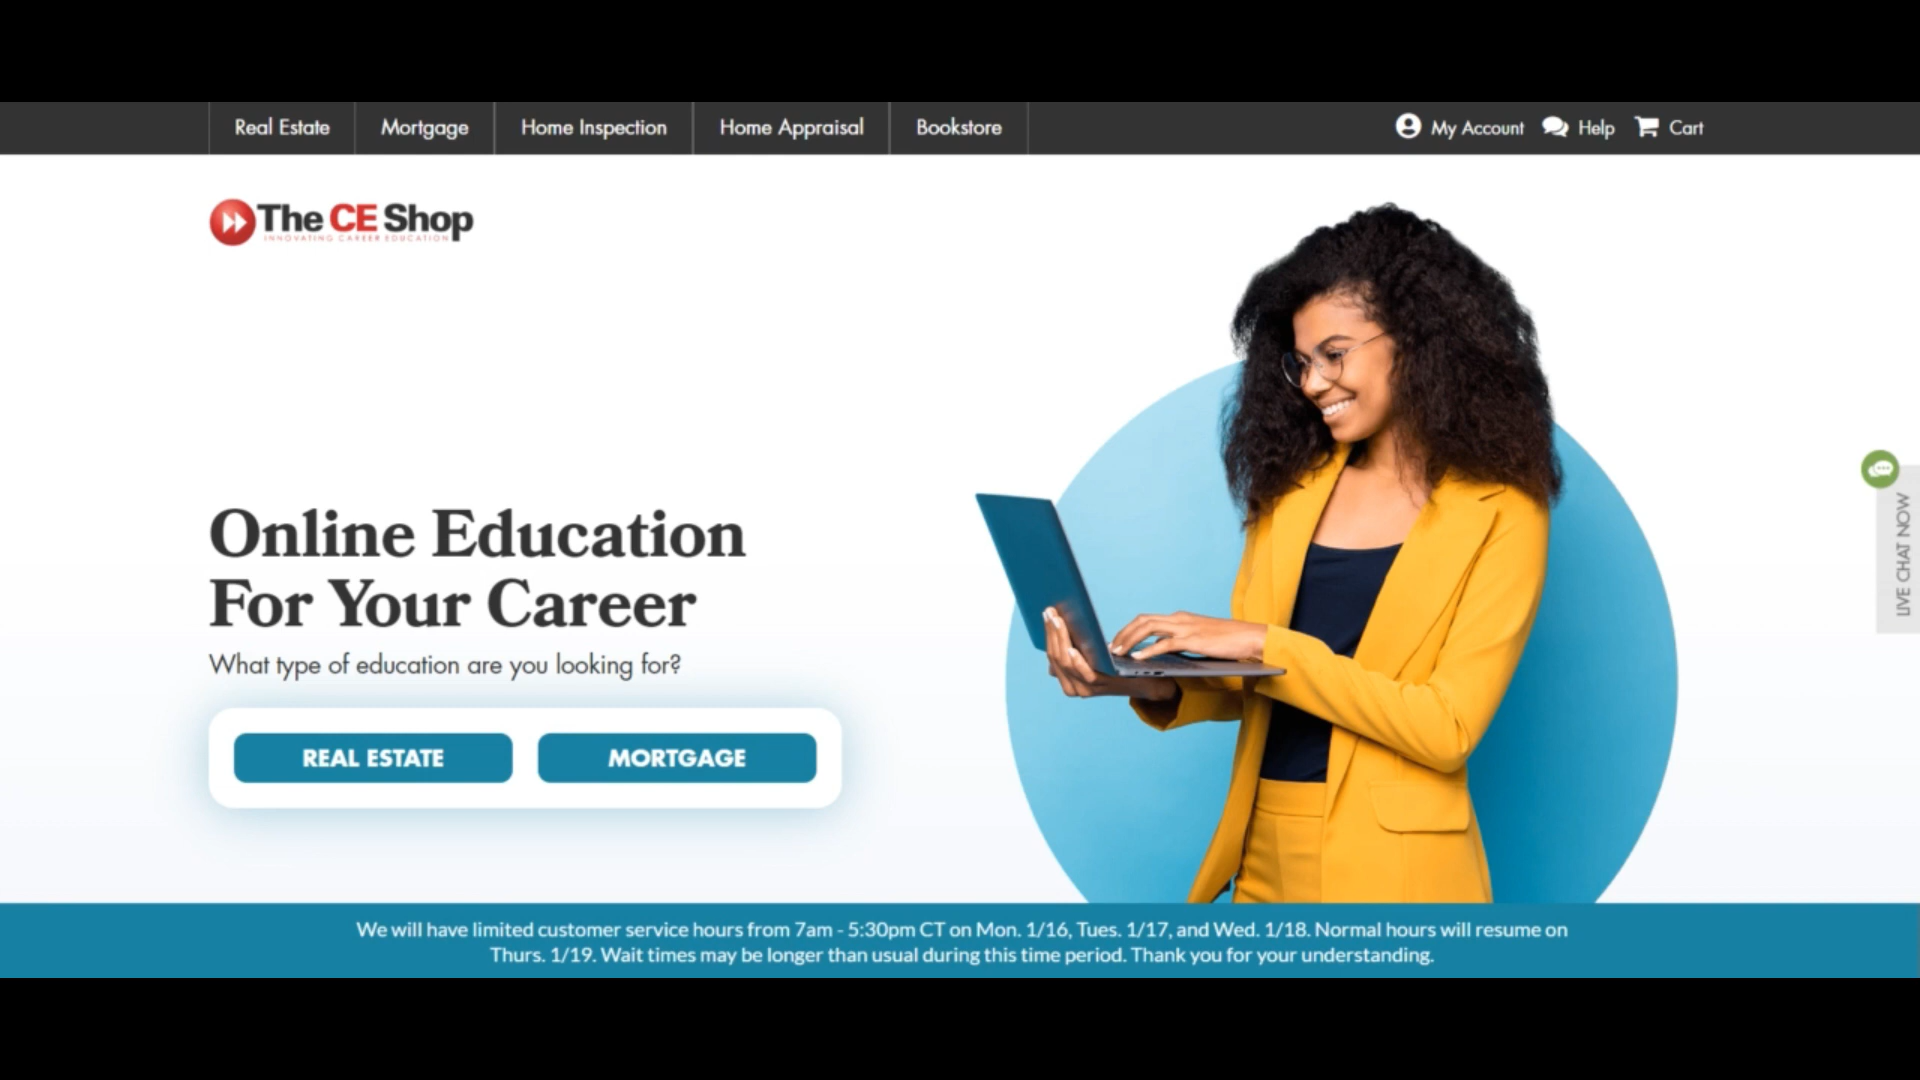 Real Estate
Mortgage
Home Inspection
Home Appraisal
Bookstore
My Account
Help
Cart
The CE Shop
INNOVATING CAREER EDUCATION
Online Education
For Your Career
What type of education are you looking for?
REAL ESTATE
MORTGAGE
LIVE CHAT NOW
We will have limited customer service hours from 7am - 5:30pm CT on Mon. 1/16, Tues. 1/17, and Wed. 1/18. Normal hours will resume on
Thurs. 1/19. Wait times may be longer than usual during this time period. Thank you for your understanding.